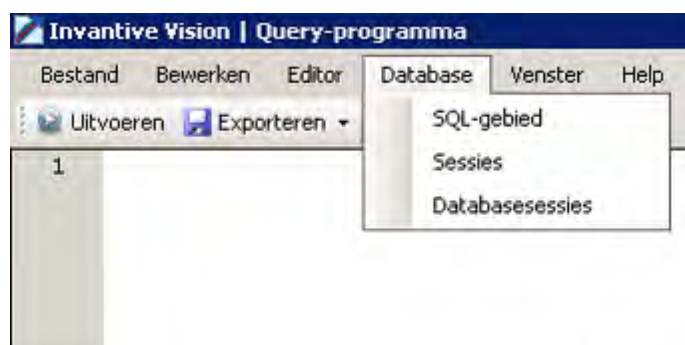 Invantive Vision | Query-programma
Bestand Bewerken Editor Database Venster Help
Uitvoeren Exporteren
SQL-gebied
1
Sessies
Databasesessies